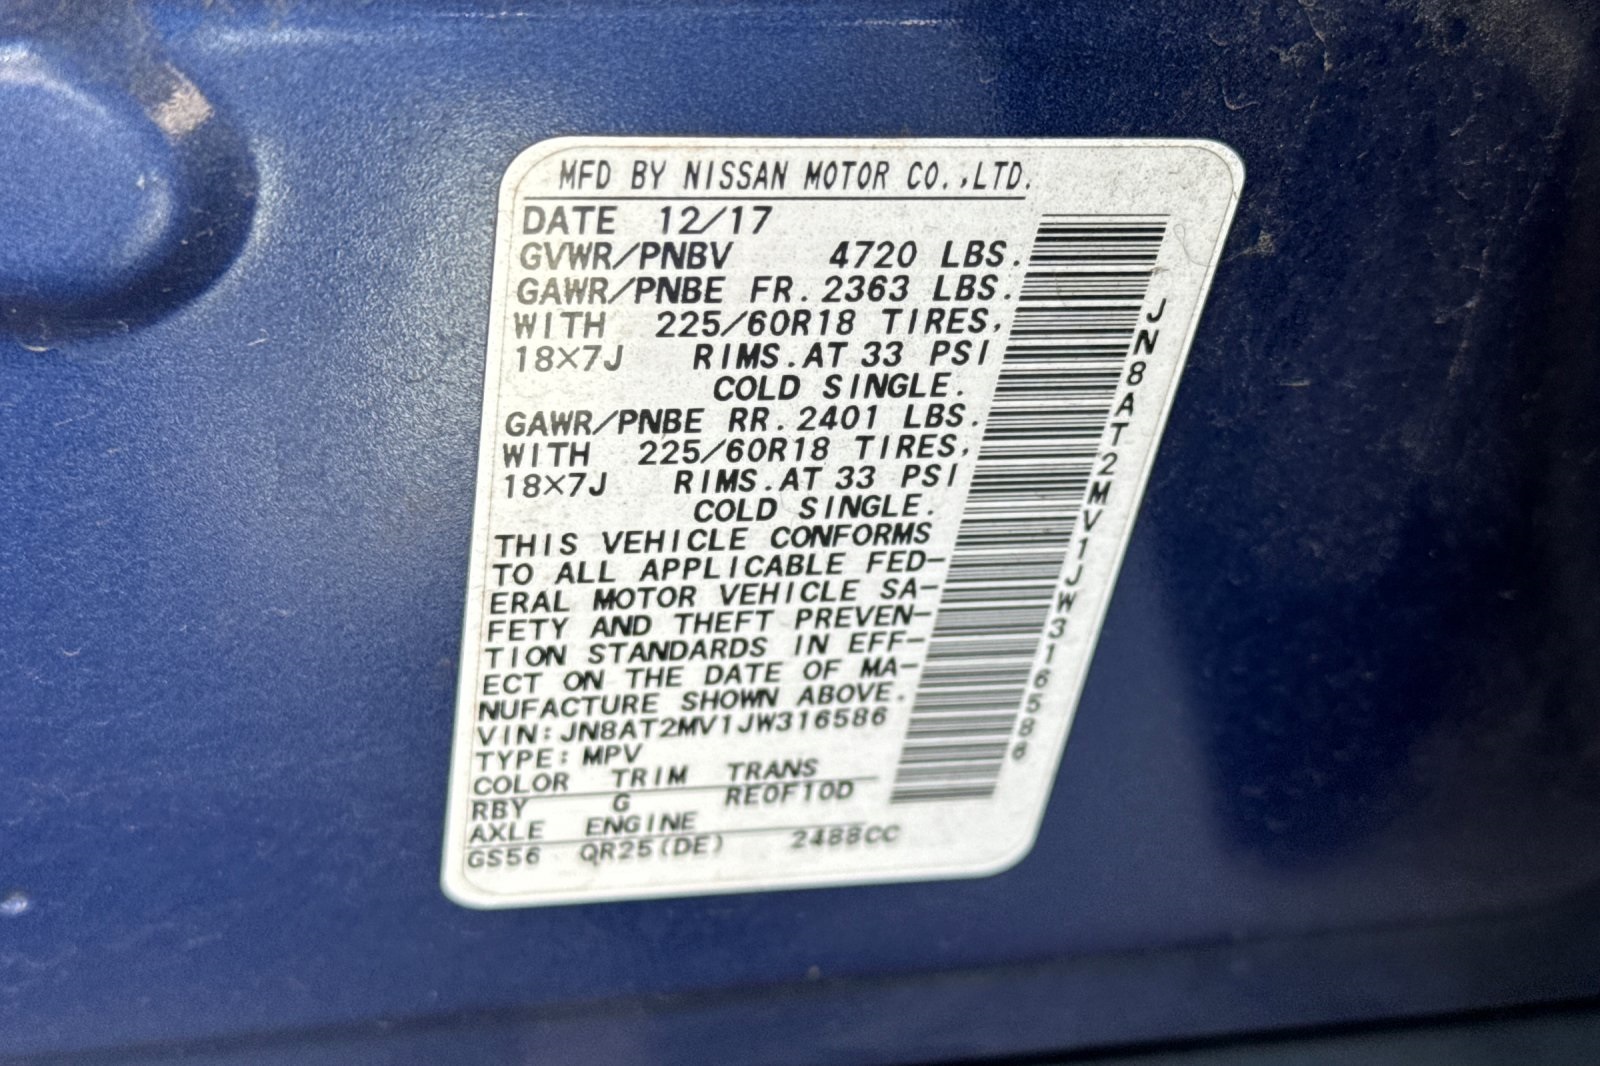 MFD BY NISSAN MOTOR CO.,LTD.
DATE 12/17
GVWR/PNBV 4720 LBS.
GAWR/PNBE FR.2363 LBS.
WITH 225/60R18 TIRES,
18×7J RIMS.AT 33 PSI
COLD SINGLE.
GAWR/PNBE RR.2401 LBS.
WITH 225/60R18 TIRES,
18×7J RIMS.AT 33 PSI
COLD SINGLE.
THIS VEHICLE CONFORMS
TO ALL APPLICABLE FED-
ERAL MOTOR VEHICLE SA-
FETY AND THEFT PREVEN-
TION STANDARDS IN EFF-
ECT ON THE DATE OF MA-
NUFACTURE SHOWN ABOVE.
VIN:JN8AT2MV1JW316586
TYPE:MPV
COLOR TRIM TRANS
RBY G RE0F10D
AXLE ENGINE
GS56 QR25(DE) 2488CC
JN8AT2MV1JW316586